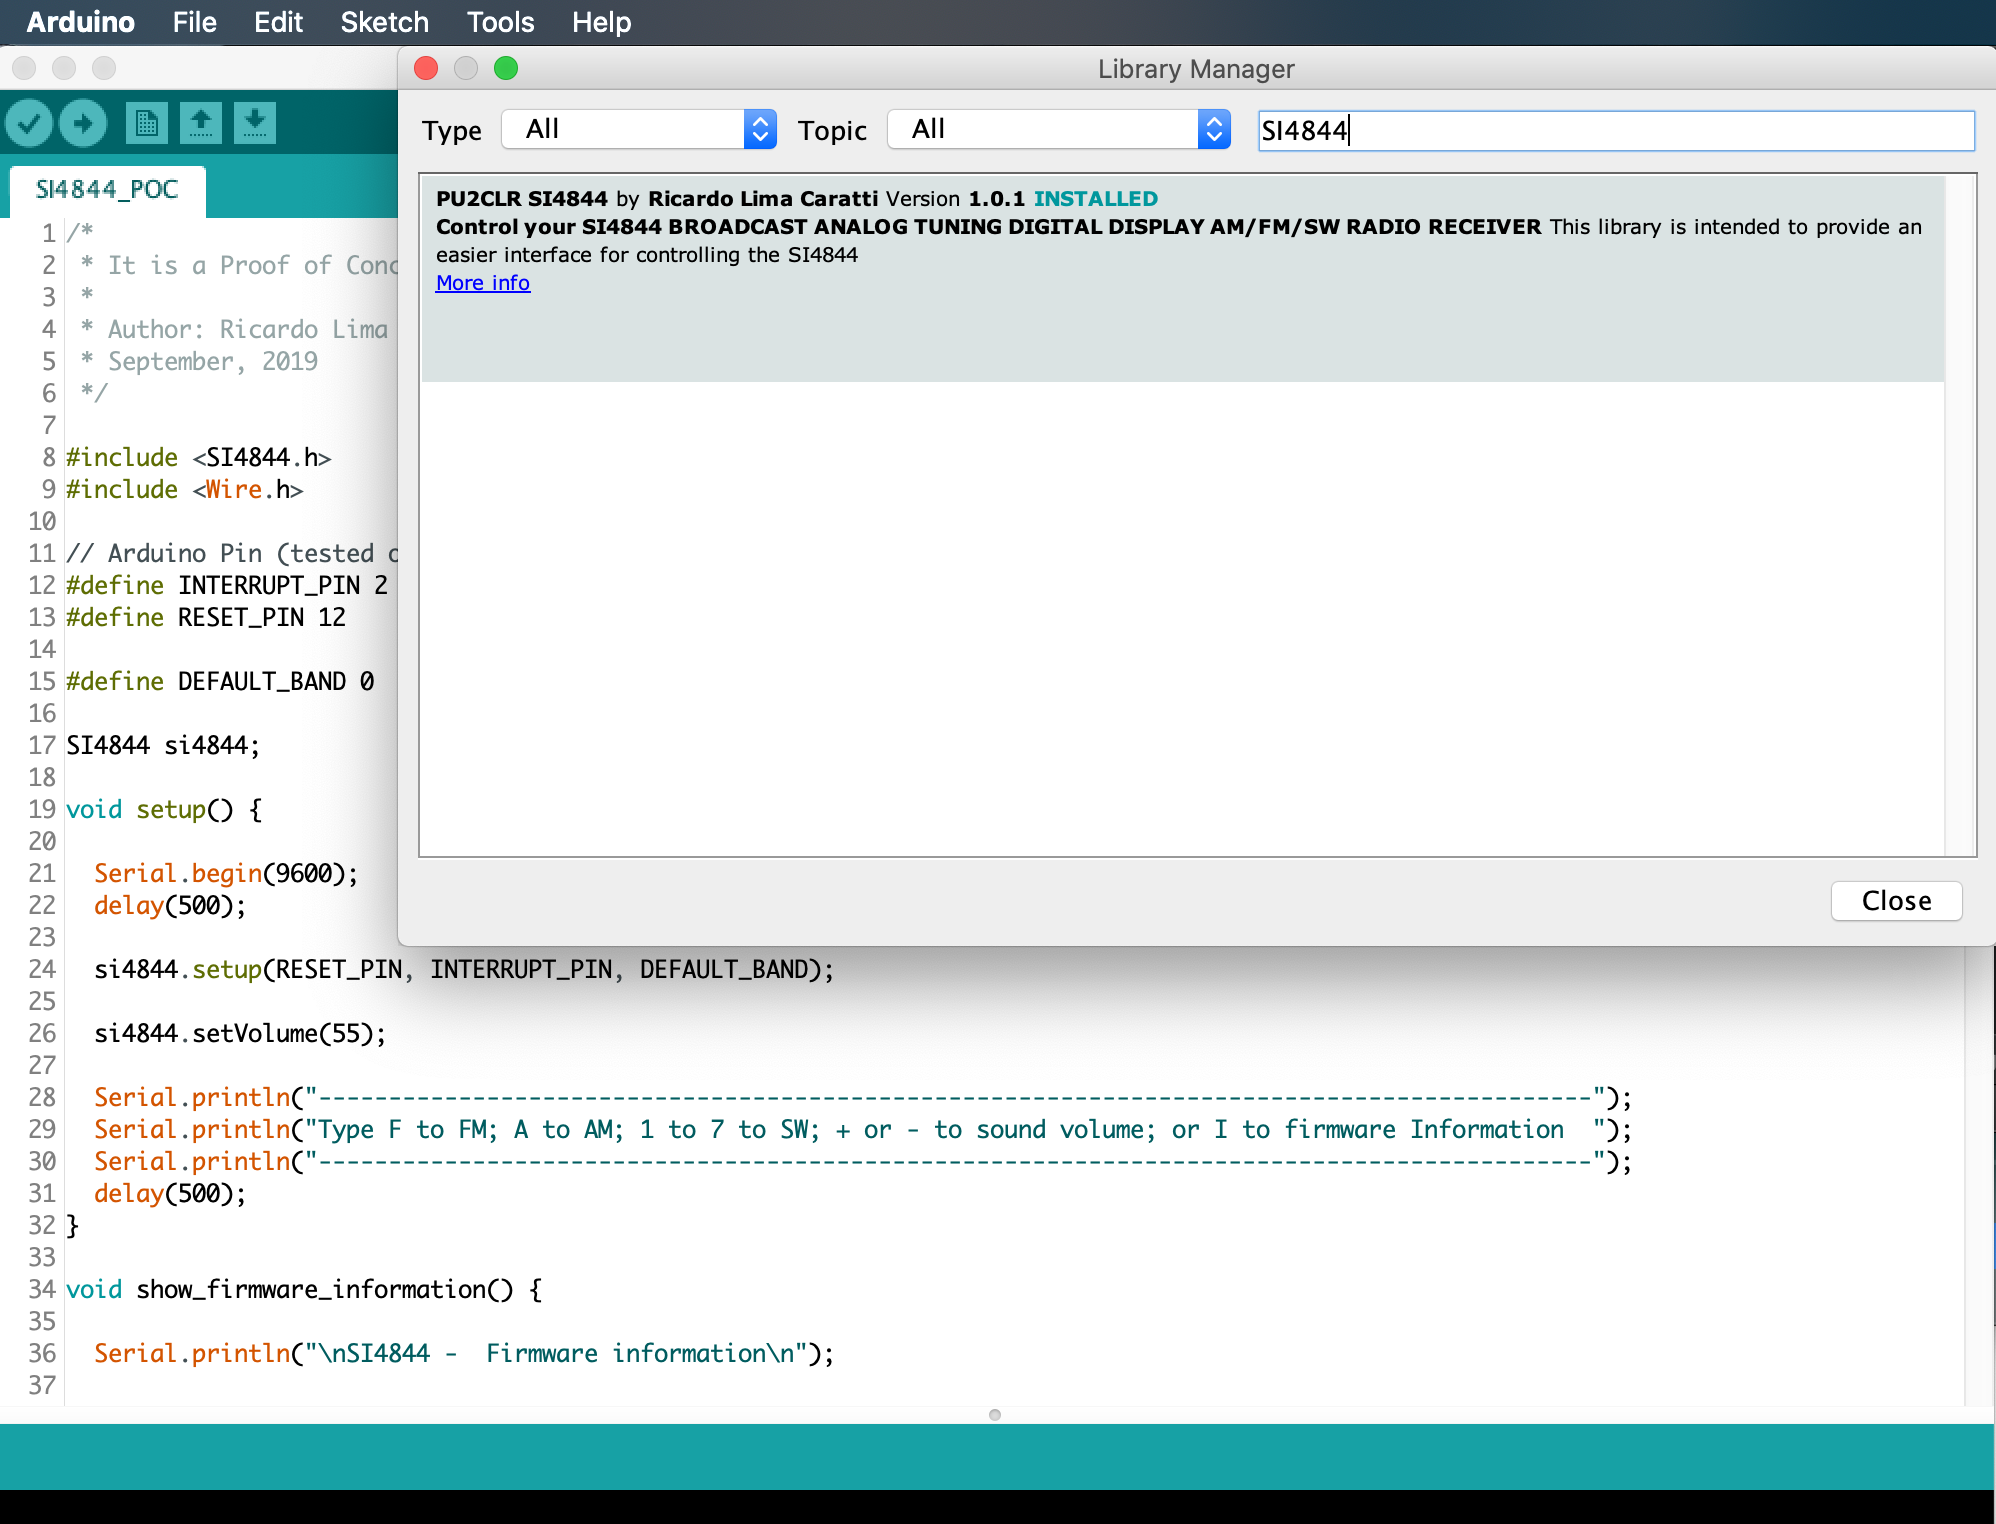 Arduino File Edit Sketch Tools Help
Library Manager
Type All Topic All SI4844
PU2CLR SI4844 by Ricardo Lima Caratti Version 1.0.1 INSTALLED
Control your SI4844 BROADCAST ANALOG TUNING DIGITAL DISPLAY AM/FM/SW RADIO RECEIVER This library is intended to provide an
easier interface for controlling the SI4844
More info
Close
SI4844_POC
1 /*
2  * It is a Proof of
3  *
4  * Author: Ricardo Lima
5  * September, 2019
6  */
7
8 #include <SI4844.h>
9 #include <Wire.h>
10
11 // Arduino Pin (tested
12 #define INTERRUPT_PIN 2
13 #define RESET_PIN 12
14
15 #define DEFAULT_BAND 0
16
17 SI4844 si4844;
18
19 void setup() {
20
21   Serial.begin(9600);
22   delay(500);
23
24   si4844.setup(RESET_PIN, INTERRUPT_PIN, DEFAULT_BAND);
25
26   si4844.setVolume(55);
27
28   Serial.println("-------------------------------------------------------------------------------------------");
29   Serial.println("Type F to FM; A to AM; 1 to 7 to SW; + or - to sound volume; or I to firmware Information  ");
30   Serial.println("-------------------------------------------------------------------------------------------");
31   delay(500);
32 }
33
34 void show_firmware_information() {
35
36   Serial.println("\nSI4844 -  Firmware information\n");
37